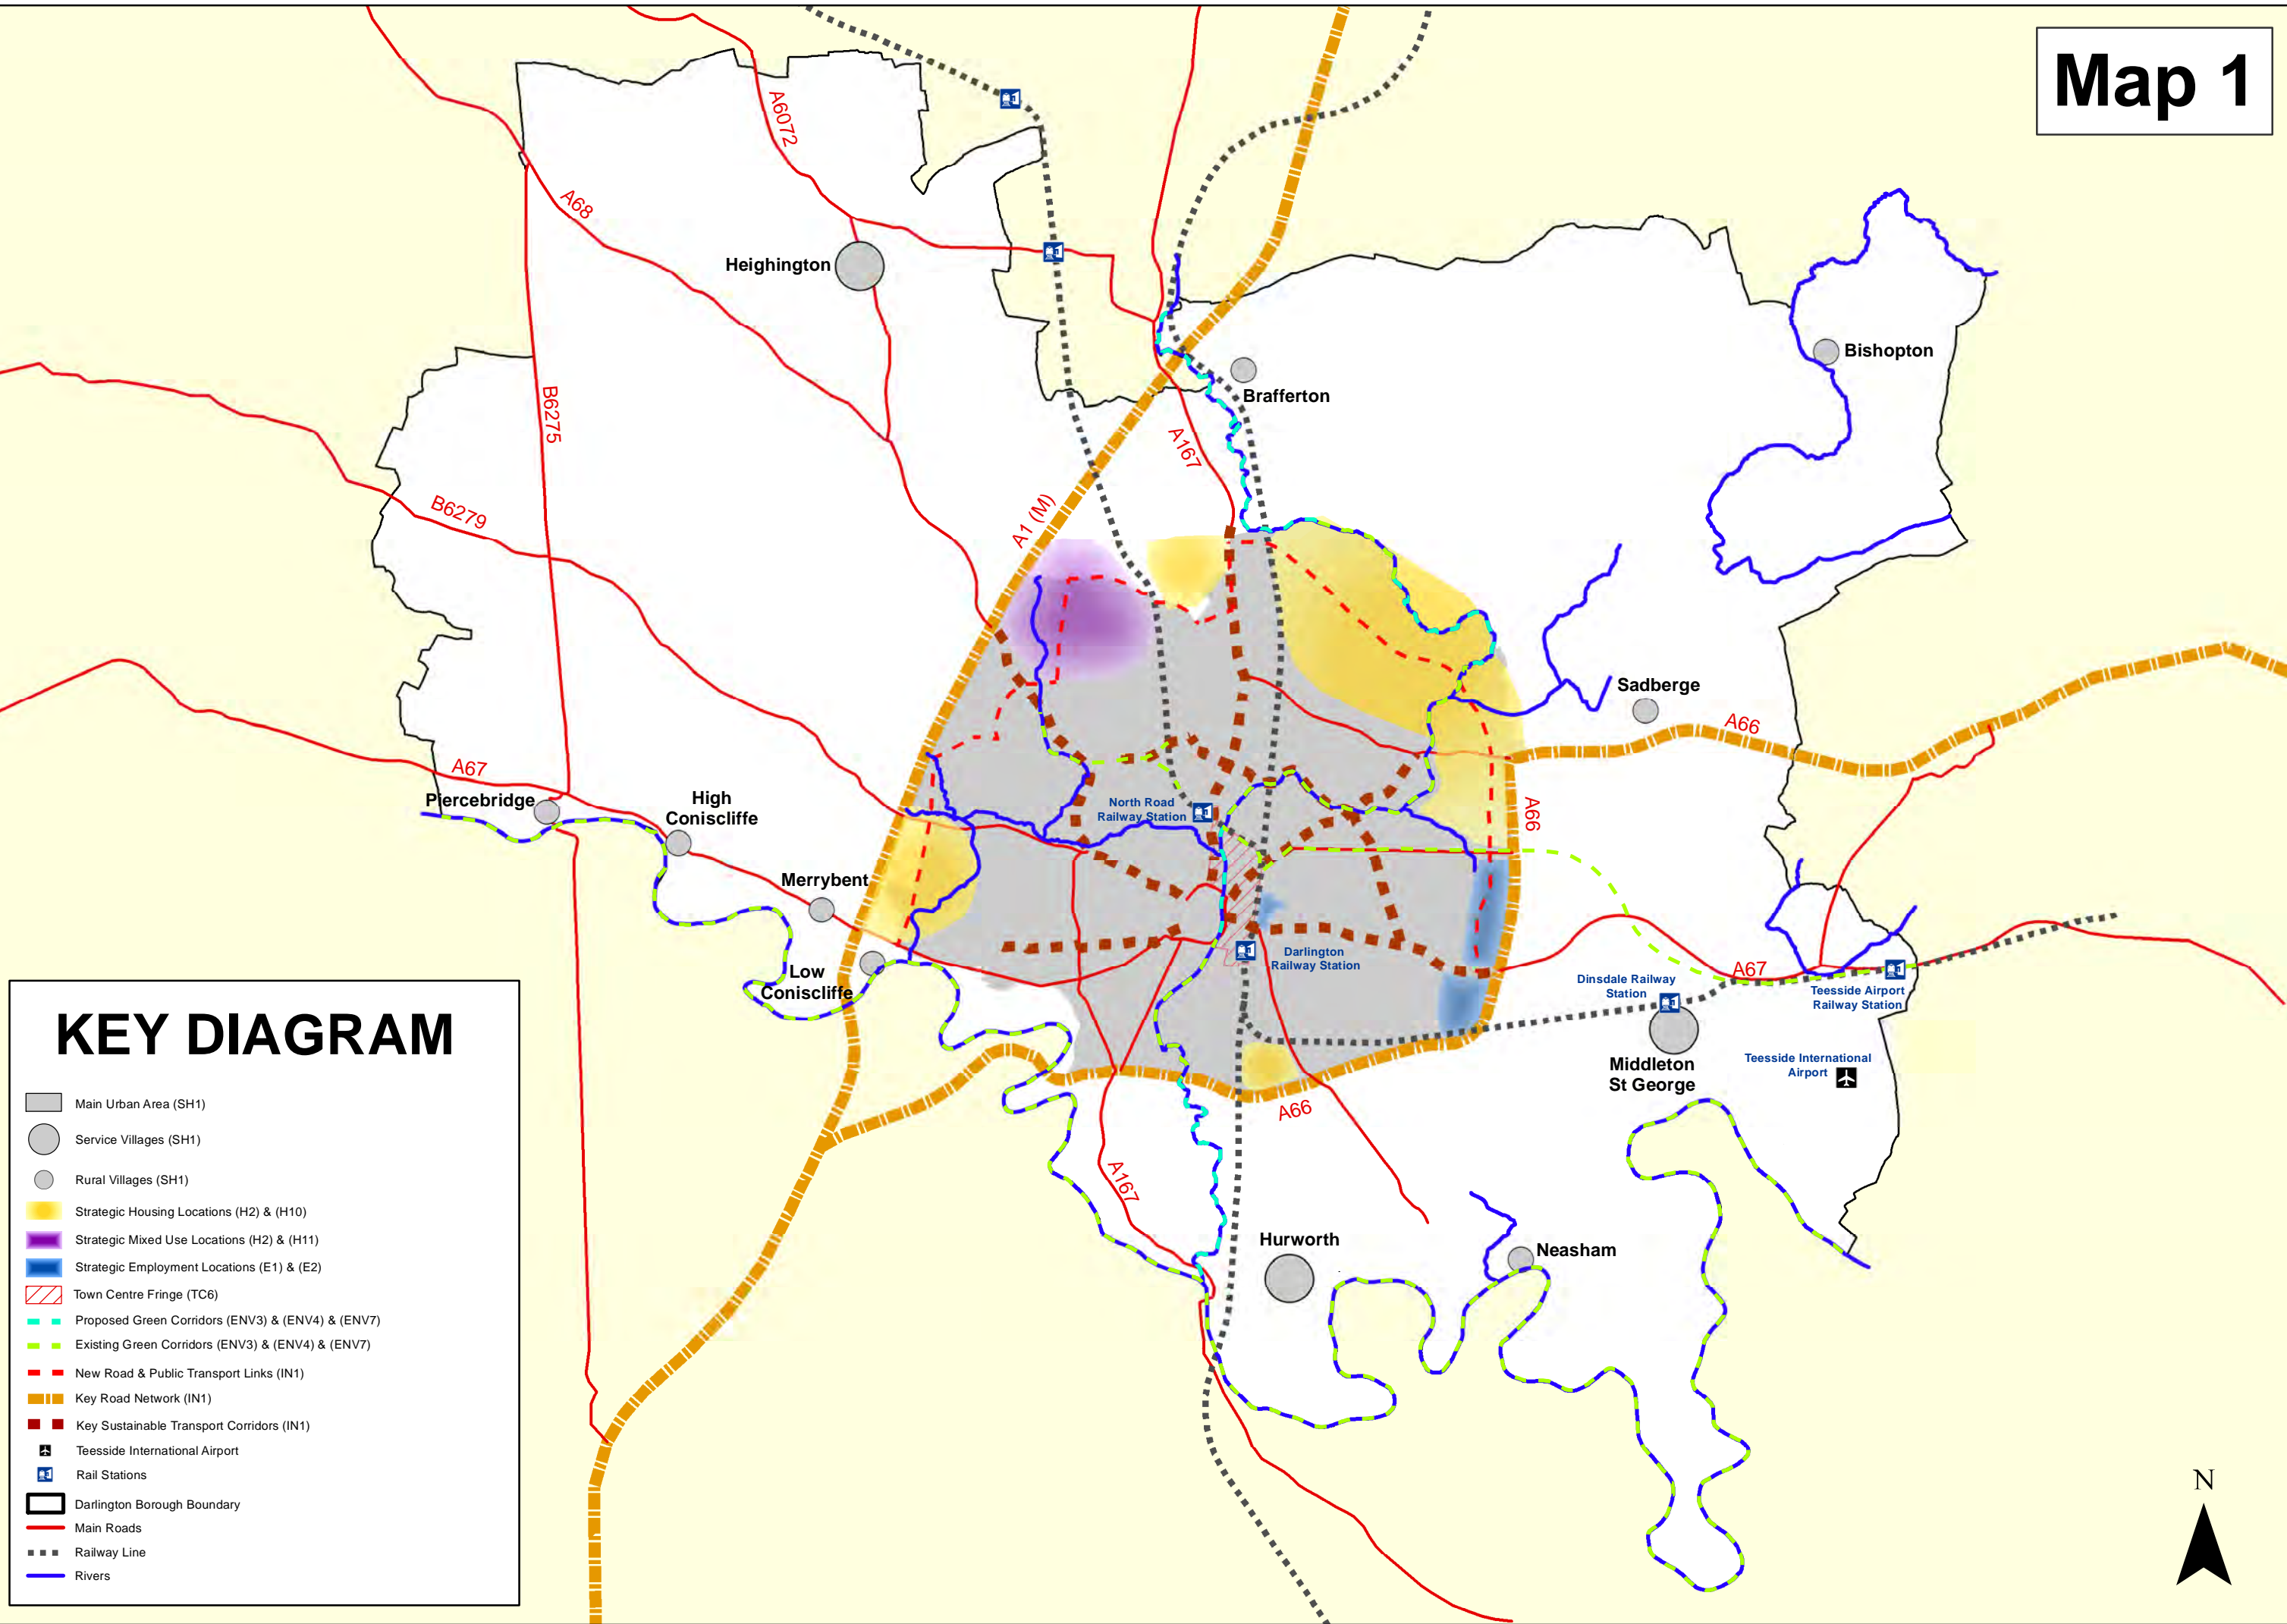 Map 1
A6072
A68
Heighington
Bishopton
Brafferton
B6275
A167
B6279
A1 (M)
Sadberge
A66
A67
Piercebridge
High
Coniscliffe
North Road
Railway Station
A66
Merrybent
Darlington
Railway Station
Low
Coniscliffe
Dinsdale Railway
Station
A67
Teesside Airport
Railway Station
Middleton
St George
Teesside International
Airport
A66
A167
Hurworth
Neasham
KEY DIAGRAM
Main Urban Area (SH1)
Service Villages (SH1)
Rural Villages (SH1)
Strategic Housing Locations (H2) & (H10)
Strategic Mixed Use Locations (H2) & (H11)
Strategic Employment Locations (E1) & (E2)
Town Centre Fringe (TC6)
Proposed Green Corridors (ENV3) & (ENV4) & (ENV7)
Existing Green Corridors (ENV3) & (ENV4) & (ENV7)
New Road & Public Transport Links (IN1)
Key Road Network (IN1)
Key Sustainable Transport Corridors (IN1)
Teesside International Airport
Rail Stations
Darlington Borough Boundary
Main Roads
Railway Line
Rivers
N